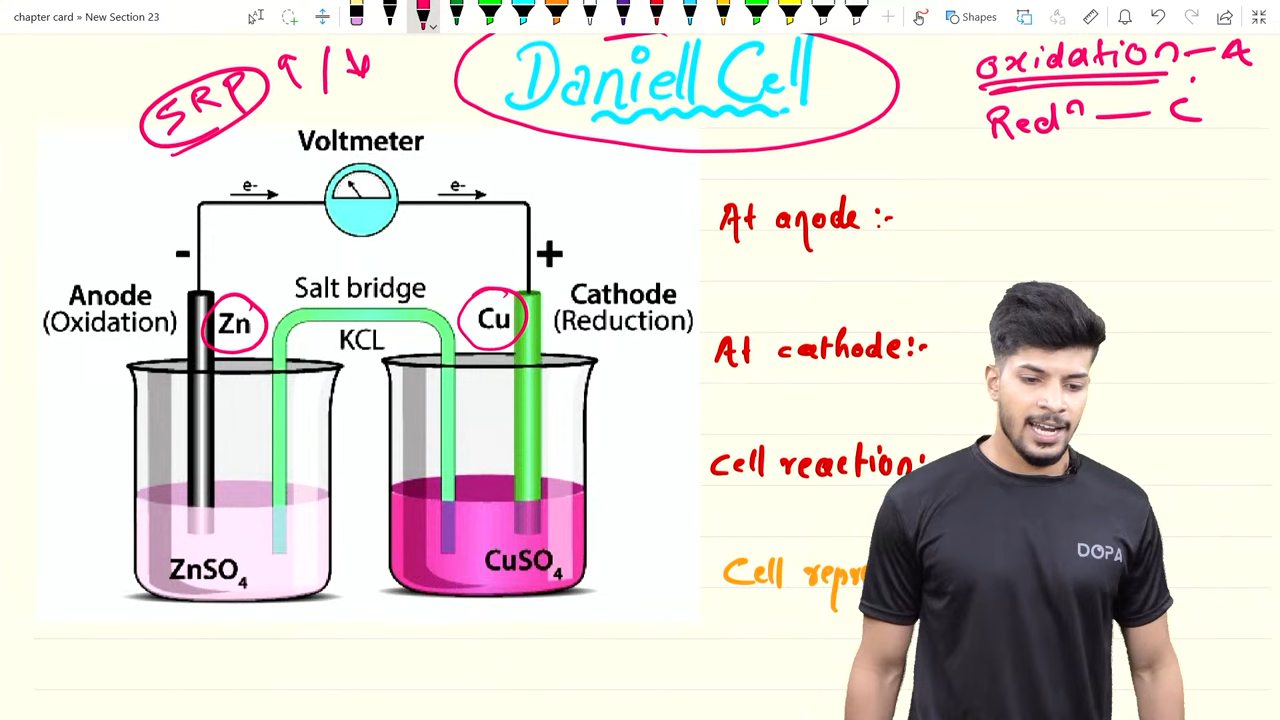 chapter card » New Section 23
Shapes
SRP ↑ / ↓
Daniell Cell
Oxidation — A
Redⁿ — C
Voltmeter
e- e-
- +
Anode
(Oxidation)
Zn
Salt bridge
KCL
Cu
Cathode
(Reduction)
ZnSO₄
CuSO₄
At anode :-
At cathode:-
Cell reaction:
Cell repre
DOPA